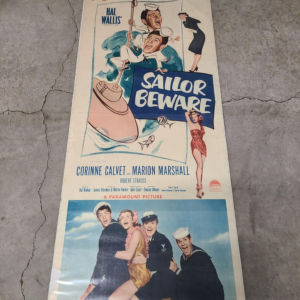 HAL
WALLIS'
SAILOR
BEWARE
CORINNE CALVET
MARION MARSHALL
ROBERT STRAUSS
A PARAMOUNT PICTURE